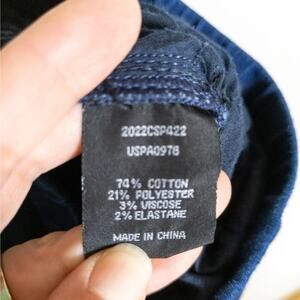 2022CSP422
USPA0978
74% COTTON
21% POLYESTER
3% VISCOSE
2% ELASTANE
MADE IN CHINA